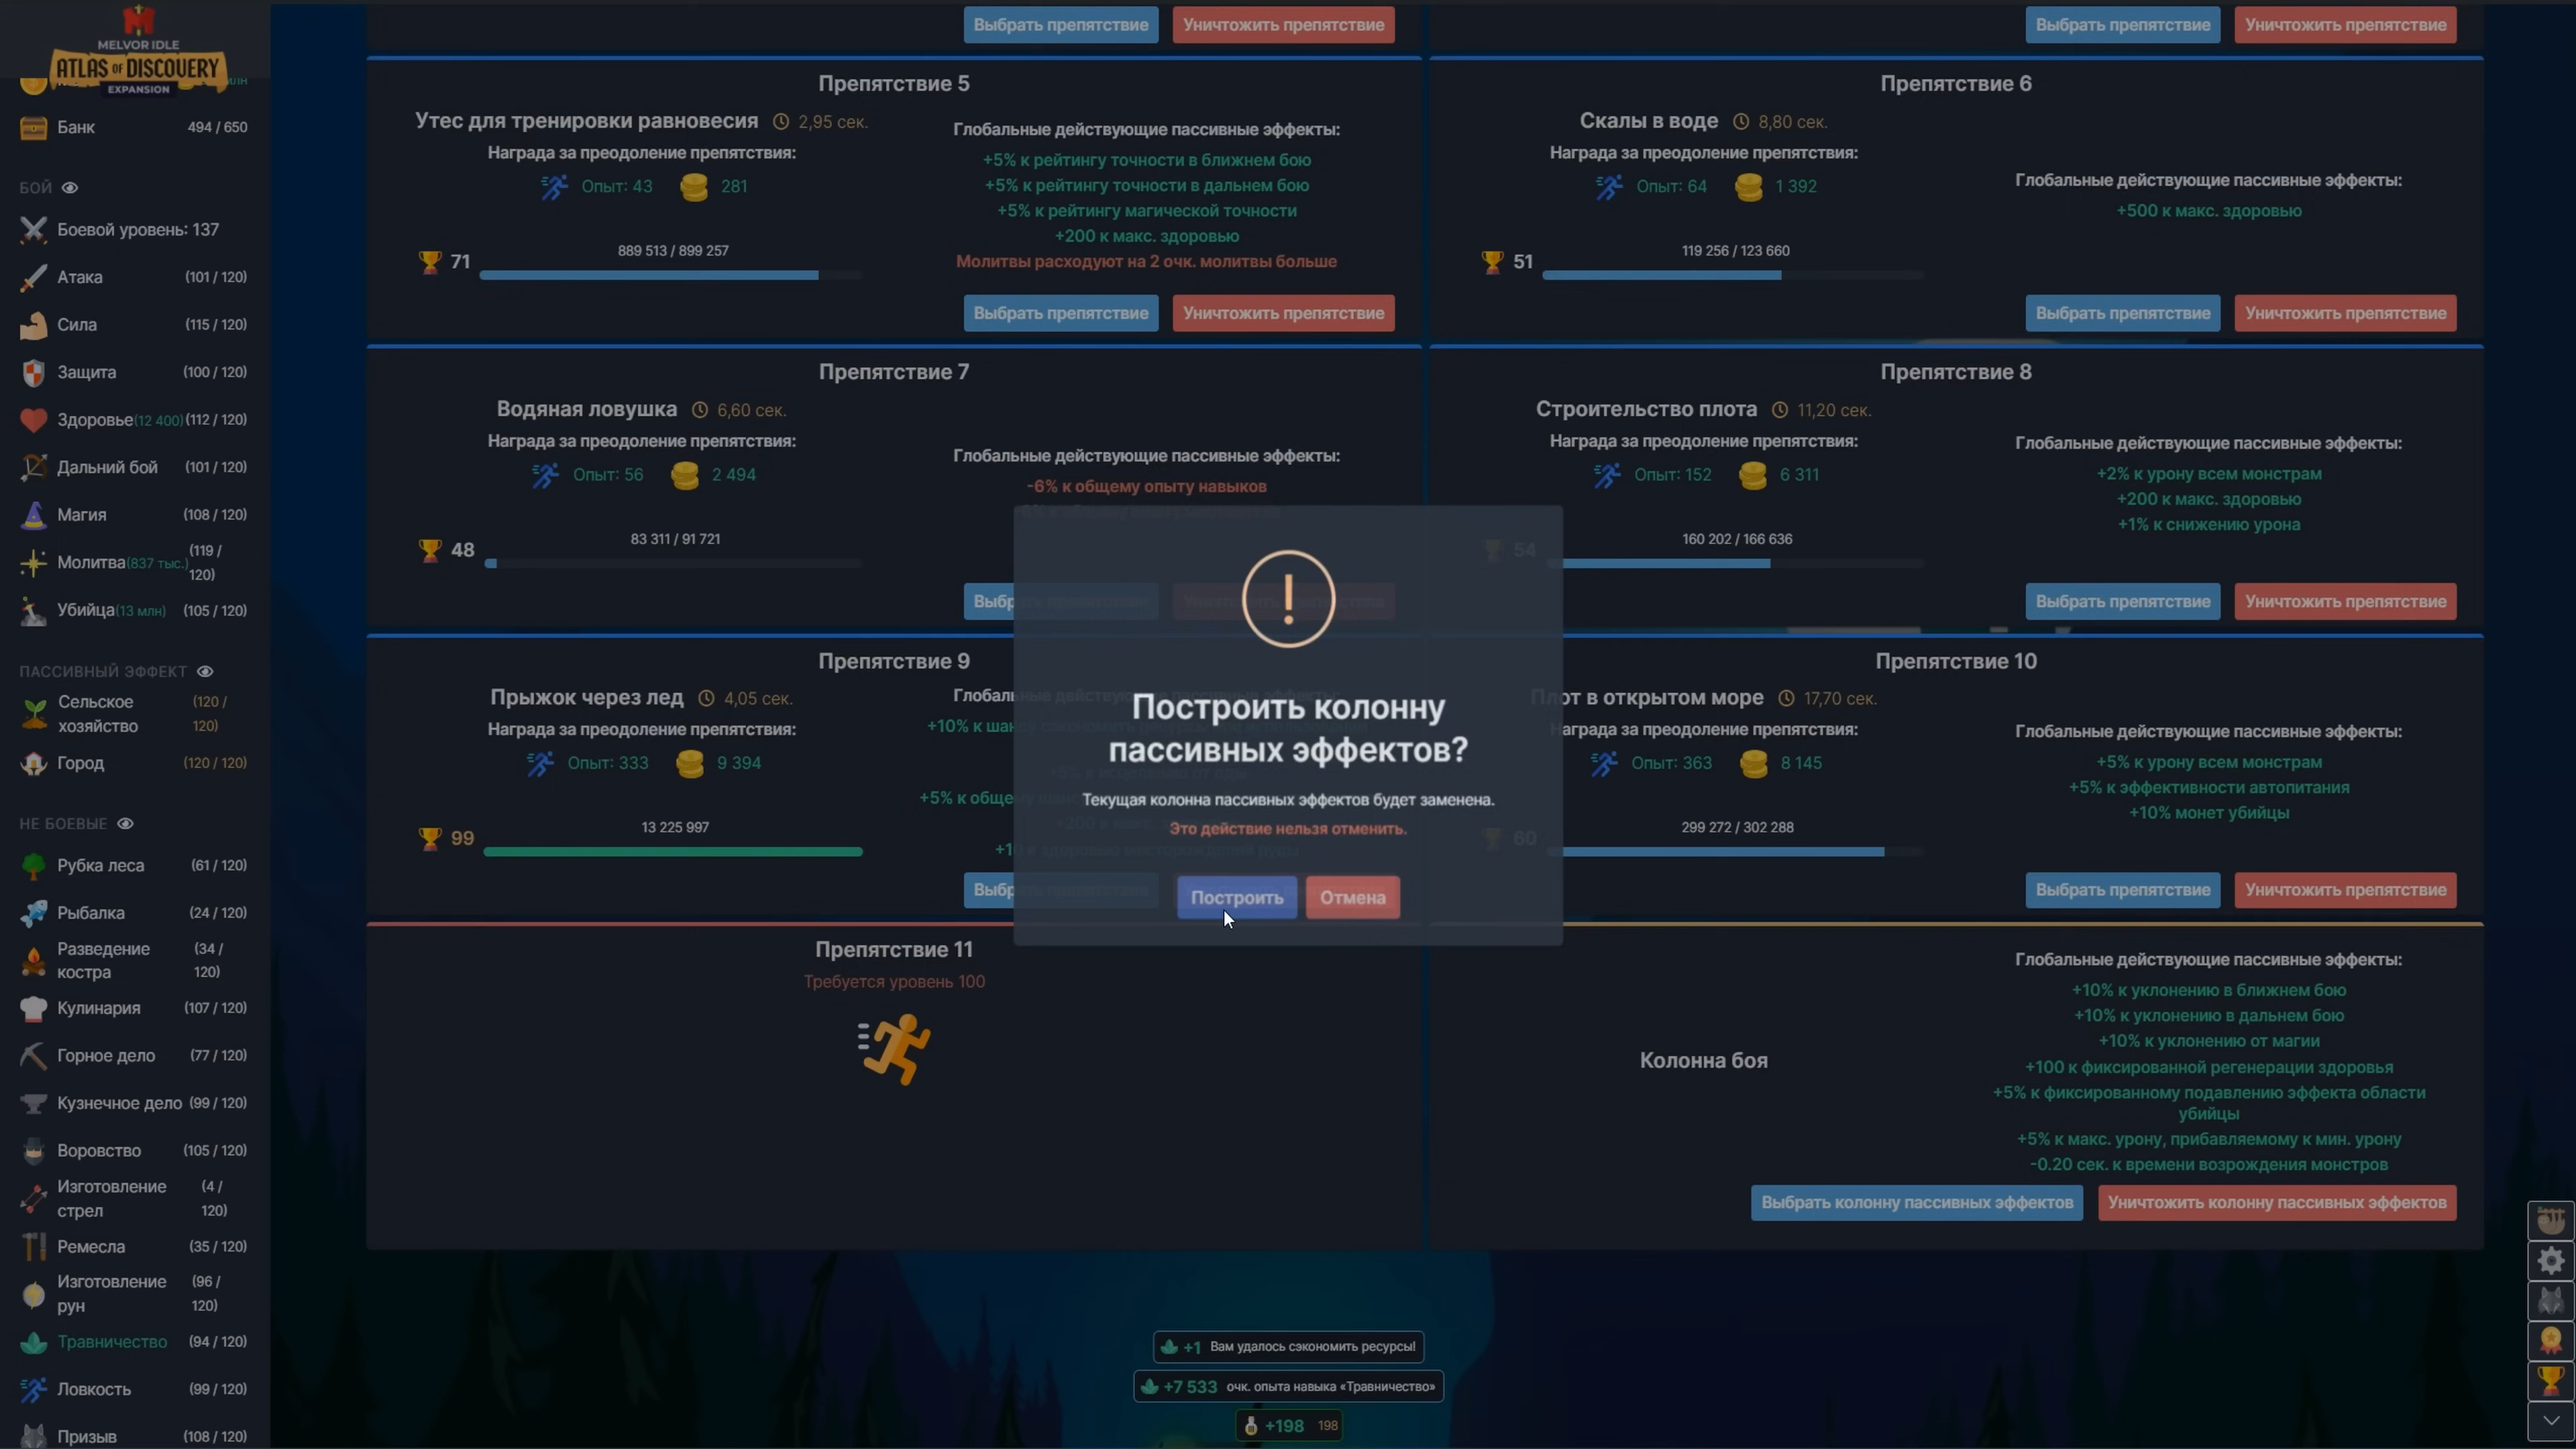 MELVOR IDLE
ATLAS OF DISCOVERY
EXPANSION
Банк 494 / 650
БОЙ
Боевой уровень: 137
Атака (101 / 120)
Сила (115 / 120)
Защита (100 / 120)
Здоровье (12 400) (112 / 120)
Дальний бой (101 / 120)
Магия (108 / 120)
Молитва (837 тыс.) (119 / 120)
Убийца (13 млн) (105 / 120)
ПАССИВНЫЙ ЭФФЕКТ
Сельское хозяйство (120 / 120)
Город (120 / 120)
НЕ БОЕВЫЕ
Рубка леса (61 / 120)
Рыбалка (24 / 120)
Разведение костра (34 / 120)
Кулинария (107 / 120)
Горное дело (77 / 120)
Кузнечное дело (99 / 120)
Воровство (105 / 120)
Изготовление стрел (4 / 120)
Ремесла (35 / 120)
Изготовление рун (96 / 120)
Травничество (94 / 120)
Ловкость (99 / 120)
Призыв (108 / 120)
Выбрать препятствие Уничтожить препятствие
Выбрать препятствие Уничтожить препятствие
Препятствие 5
Утес для тренировки равновесия 2,95 сек.
Награда за преодоление препятствия:
Опыт: 43 281
889 513 / 899 257
71
Глобальные действующие пассивные эффекты:
+5% к рейтингу точности в ближнем бою
+5% к рейтингу точности в дальнем бою
+5% к рейтингу магической точности
+200 к макс. здоровью
Молитвы расходуют на 2 очк. молитвы больше
Выбрать препятствие Уничтожить препятствие
Препятствие 6
Скалы в воде 8,80 сек.
Награда за преодоление препятствия:
Опыт: 64 1 392
119 256 / 123 660
51
Глобальные действующие пассивные эффекты:
+500 к макс. здоровью
Выбрать препятствие Уничтожить препятствие
Препятствие 7
Водяная ловушка 6,60 сек.
Награда за преодоление препятствия:
Опыт: 56 2 494
83 311 / 91 721
48
Глобальные действующие пассивные эффекты:
-6% к общему опыту навыков
Препятствие 8
Строительство плота 11,20 сек.
Награда за преодоление препятствия:
Опыт: 152 6 311
160 202 / 166 636
54
Глобальные действующие пассивные эффекты:
+2% к урону всем монстрам
+200 к макс. здоровью
+1% к снижению урона
Выбрать препятствие Уничтожить препятствие
Препятствие 9
Прыжок через лед 4,05 сек.
Награда за преодоление препятствия:
Опыт: 333 9 394
13 225 997
99
Препятствие 10
Плот в открытом море 17,70 сек.
Награда за преодоление препятствия:
Опыт: 363 8 145
299 272 / 302 288
60
Глобальные действующие пассивные эффекты:
+5% к урону всем монстрам
+5% к эффективности автопитания
+10% монет убийцы
Выбрать препятствие Уничтожить препятствие
Построить колонну
пассивных эффектов?
Текущая колонна пассивных эффектов будет заменена.
Это действие нельзя отменить.
Построить Отмена
Препятствие 11
Требуется уровень 100
Колонна боя
Глобальные действующие пассивные эффекты:
+10% к уклонению в ближнем бою
+10% к уклонению в дальнем бою
+10% к уклонению от магии
+100 к фиксированной регенерации здоровья
+5% к фиксированному подавлению эффекта области
убийцы
+5% к макс. урону, прибавляемому к мин. урону
-0.20 сек. к времени возрождения монстров
Выбрать колонну пассивных эффектов Уничтожить колонну пассивных эффектов
+1 Вам удалось сэкономить ресурсы!
+7 533 очк. опыта навыка «Травничество»
+198 198